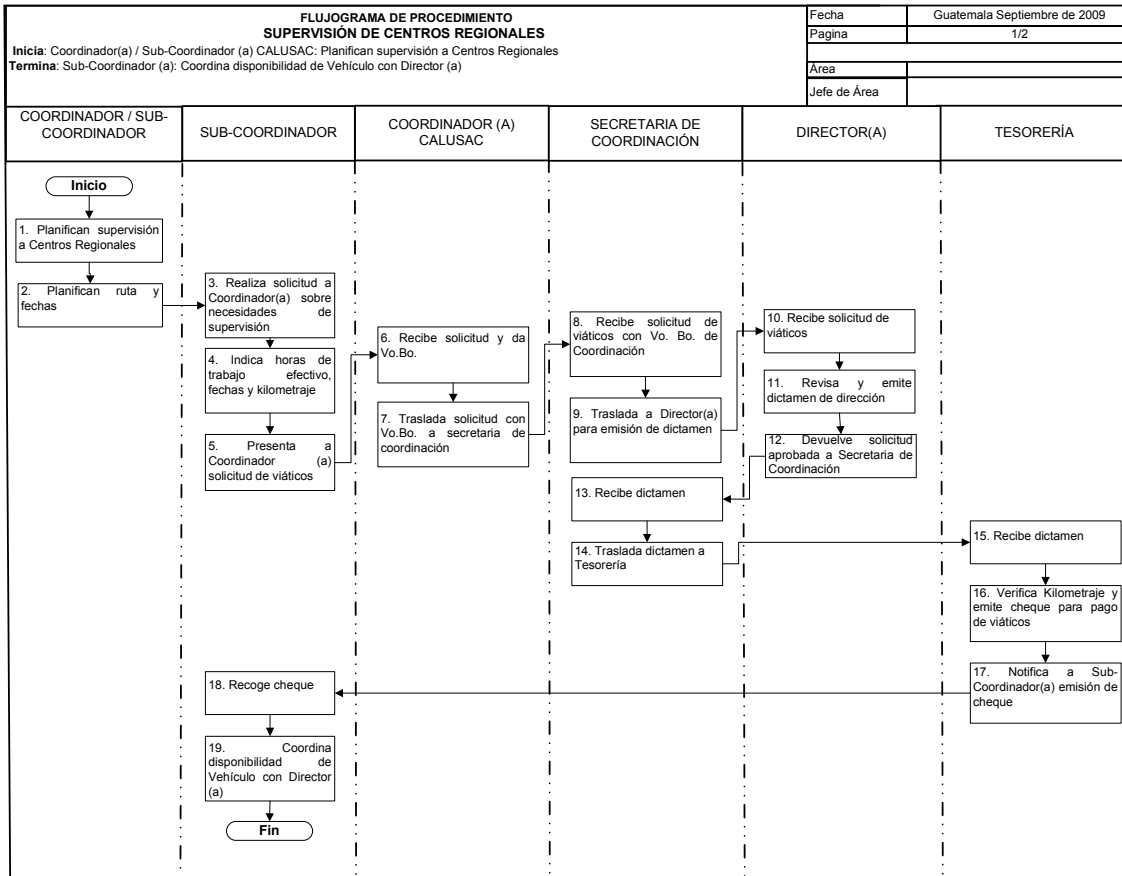 FLUJOGRAMA DE PROCEDIMIENTO
SUPERVISIÓN DE CENTROS REGIONALES
Inicia: Coordinador(a) / Sub-Coordinador (a) CALUSAC: Planifican supervisión a Centros Regionales
Termina: Sub-Coordinador (a): Coordina disponibilidad de Vehículo con Director (a)
Fecha
Guatemala Septiembre de 2009
Pagina
1/2
Área
Jefe de Área
COORDINADOR / SUB-
COORDINADOR
SUB-COORDINADOR
COORDINADOR (A)
CALUSAC
SECRETARIA DE
COORDINACIÓN
DIRECTOR(A)
TESORERÍA
Inicio
1. Planifican supervisión
a Centros Regionales
2. Planifican ruta y
fechas
3. Realiza solicitud a
Coordinador(a) sobre
necesidades de
supervisión
4. Indica horas de
trabajo efectivo,
fechas y kilometraje
5. Presenta a
Coordinador (a)
solicitud de viáticos
6. Recibe solicitud y da
Vo.Bo.
7. Traslada solicitud con
Vo.Bo. a secretaria de
coordinación
8. Recibe solicitud de
viáticos con Vo. Bo. de
Coordinación
9. Traslada a Director(a)
para emisión de dictamen
10. Recibe solicitud de
viáticos
11. Revisa y emite
dictamen de dirección
12. Devuelve solicitud
aprobada a Secretaria de
Coordinación
13. Recibe dictamen
14. Traslada dictamen a
Tesorería
15. Recibe dictamen
16. Verifica Kilometraje y
emite cheque para pago
de viáticos
17. Notifica a Sub-
Coordinador(a) emisión de
cheque
18. Recoge cheque
19. Coordina
disponibilidad de
Vehículo con Director
(a)
Fin